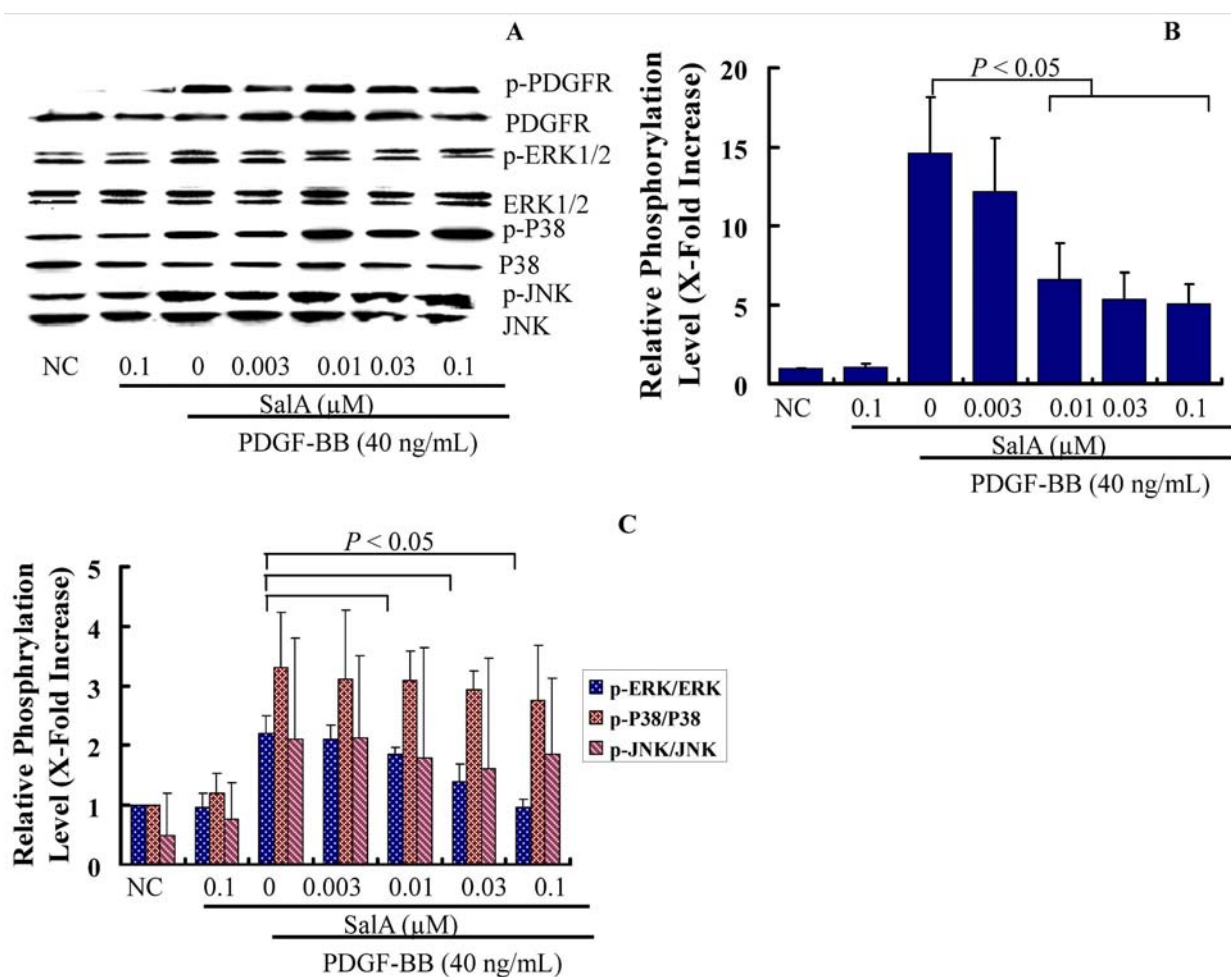 A
p-PDGFR
PDGFR
p-ERK1/2
ERK1/2
p-P38
P38
p-JNK
JNK
NC 0.1 0 0.003 0.01 0.03 0.1
SalA (µM)
PDGF-BB (40 ng/mL)
B
Relative Phosphorylation
Level (X-Fold Increase)
20
15
10
5
0
P < 0.05
NC 0.1 0 0.003 0.01 0.03 0.1
SalA (µM)
PDGF-BB (40 ng/mL)
C
Relative Phosphrylation
Level (X-Fold Increase)
5
4
3
2
1
0
P < 0.05
p-ERK/ERK
p-P38/P38
p-JNK/JNK
NC 0.1 0 0.003 0.01 0.03 0.1
SalA (µM)
PDGF-BB (40 ng/mL)